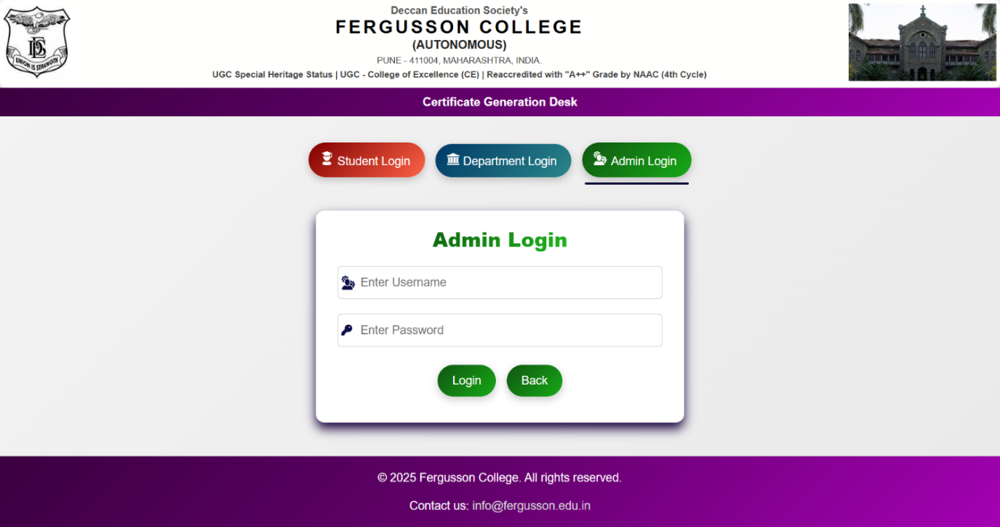 Deccan Education Society's
FERGUSSON COLLEGE
(AUTONOMOUS)
PUNE - 411004, MAHARASHTRA, INDIA.
UGC Special Heritage Status | UGC - College of Excellence (CE) | Reaccredited with "A++" Grade by NAAC (4th Cycle)
DES
UNION IS STRENGTH
Certificate Generation Desk
Student Login
Department Login
Admin Login
Admin Login
Enter Username
Enter Password
Login
Back
© 2025 Fergusson College. All rights reserved.
Contact us: info@fergusson.edu.in